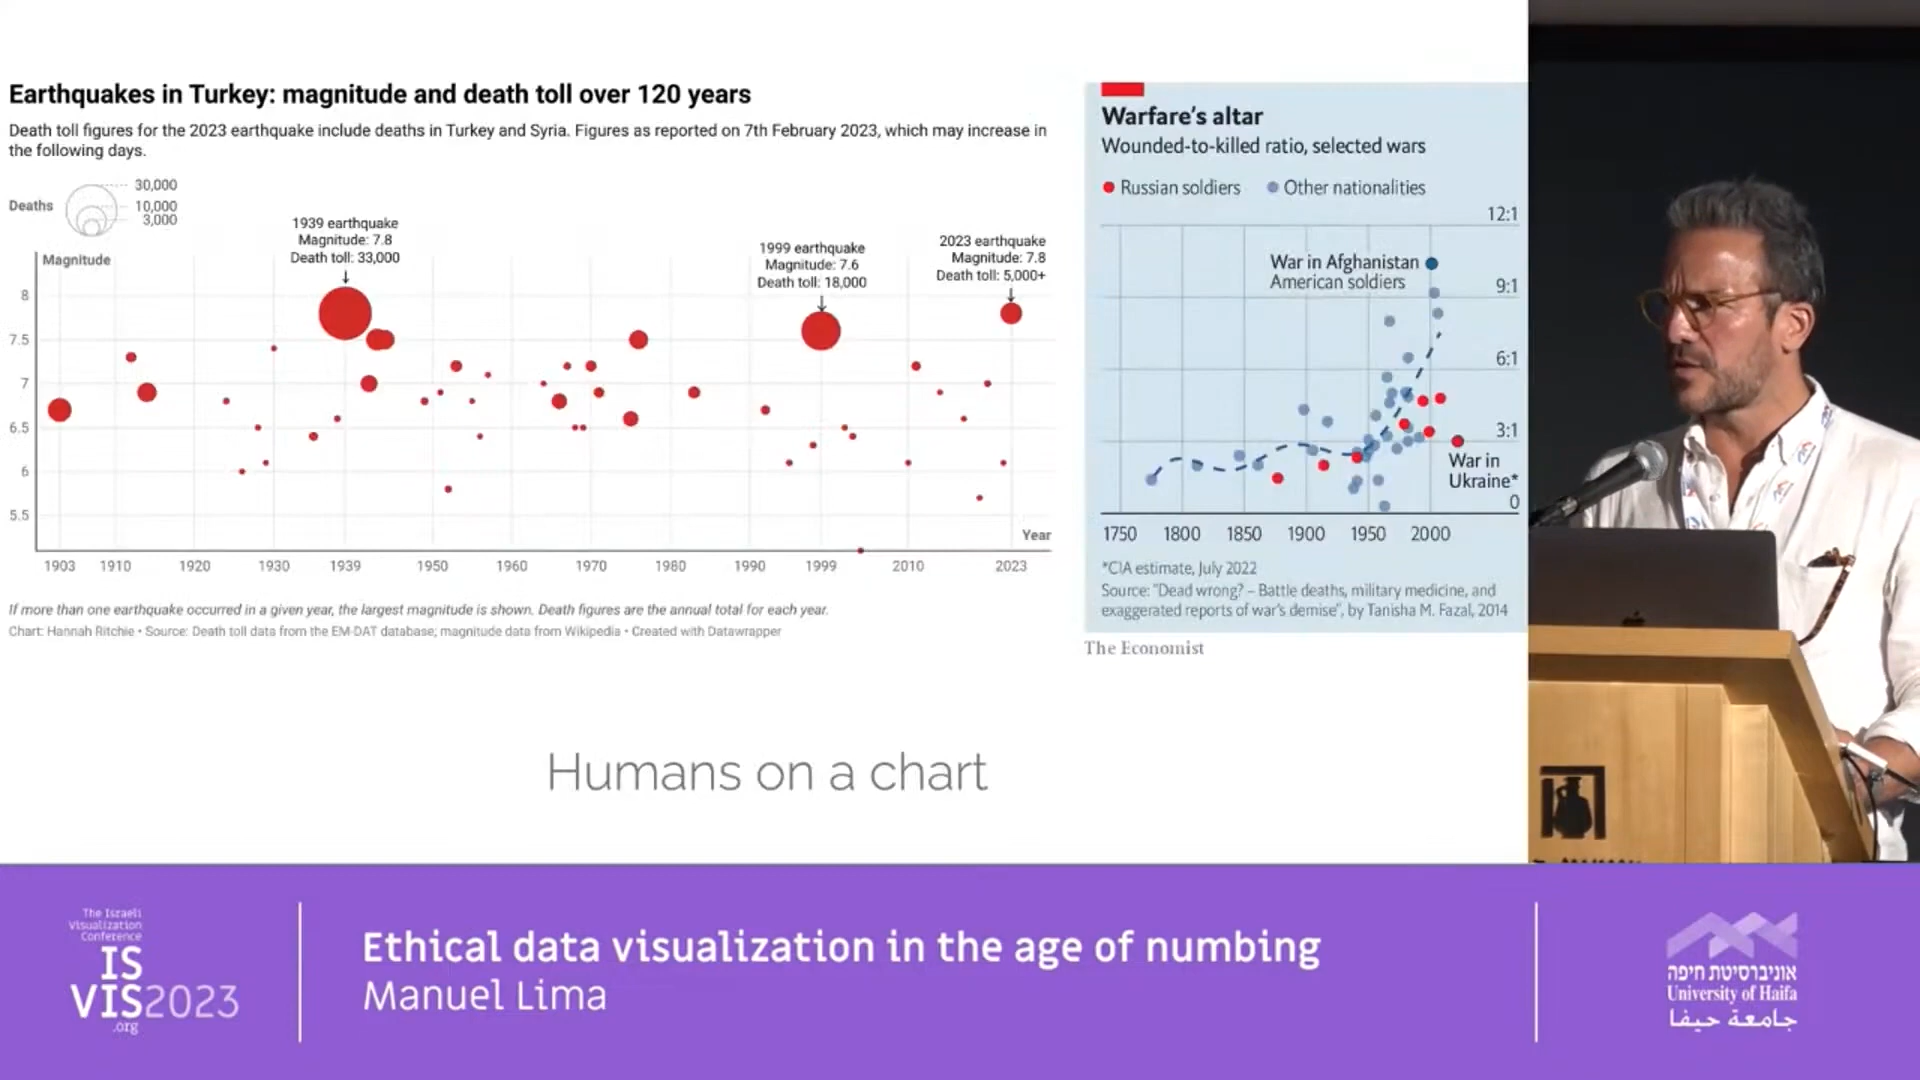 Earthquakes in Turkey: magnitude and death toll over 120 years
Death toll figures for the 2023 earthquake include deaths in Turkey and Syria. Figures as reported on 7th February 2023, which may increase in
the following days.
Deaths
30,000
10,000
3,000
Magnitude
1939 earthquake
Magnitude: 7.8
Death toll: 33,000
1999 earthquake
Magnitude: 7.6
Death toll: 18,000
2023 earthquake
Magnitude: 7.8
Death toll: 5,000+
8
7.5
7
6.5
6
5.5
Year
1903 1910 1920 1930 1939 1950 1960 1970 1980 1990 1999 2010 2023
If more than one earthquake occurred in a given year, the largest magnitude is shown. Death figures are the annual total for each year.
Chart: Hannah Ritchie • Source: Death toll data from the EM-DAT database; magnitude data from Wikipedia • Created with Datawrapper
Warfare's altar
Wounded-to-killed ratio, selected wars
Russian soldiers Other nationalities
12:1
War in Afghanistan
American soldiers
9:1
6:1
3:1
War in
Ukraine*
0
1750 1800 1850 1900 1950 2000
*CIA estimate, July 2022
Source: "Dead wrong? – Battle deaths, military medicine, and
exaggerated reports of war's demise", by Tanisha M. Fazal, 2014
The Economist
Humans on a chart
The Israeli
Visualization
Conference
IS
VIS2023
.org
Ethical data visualization in the age of numbing
Manuel Lima
אוניברסיטת חיפה
University of Haifa
جامعة حيفا